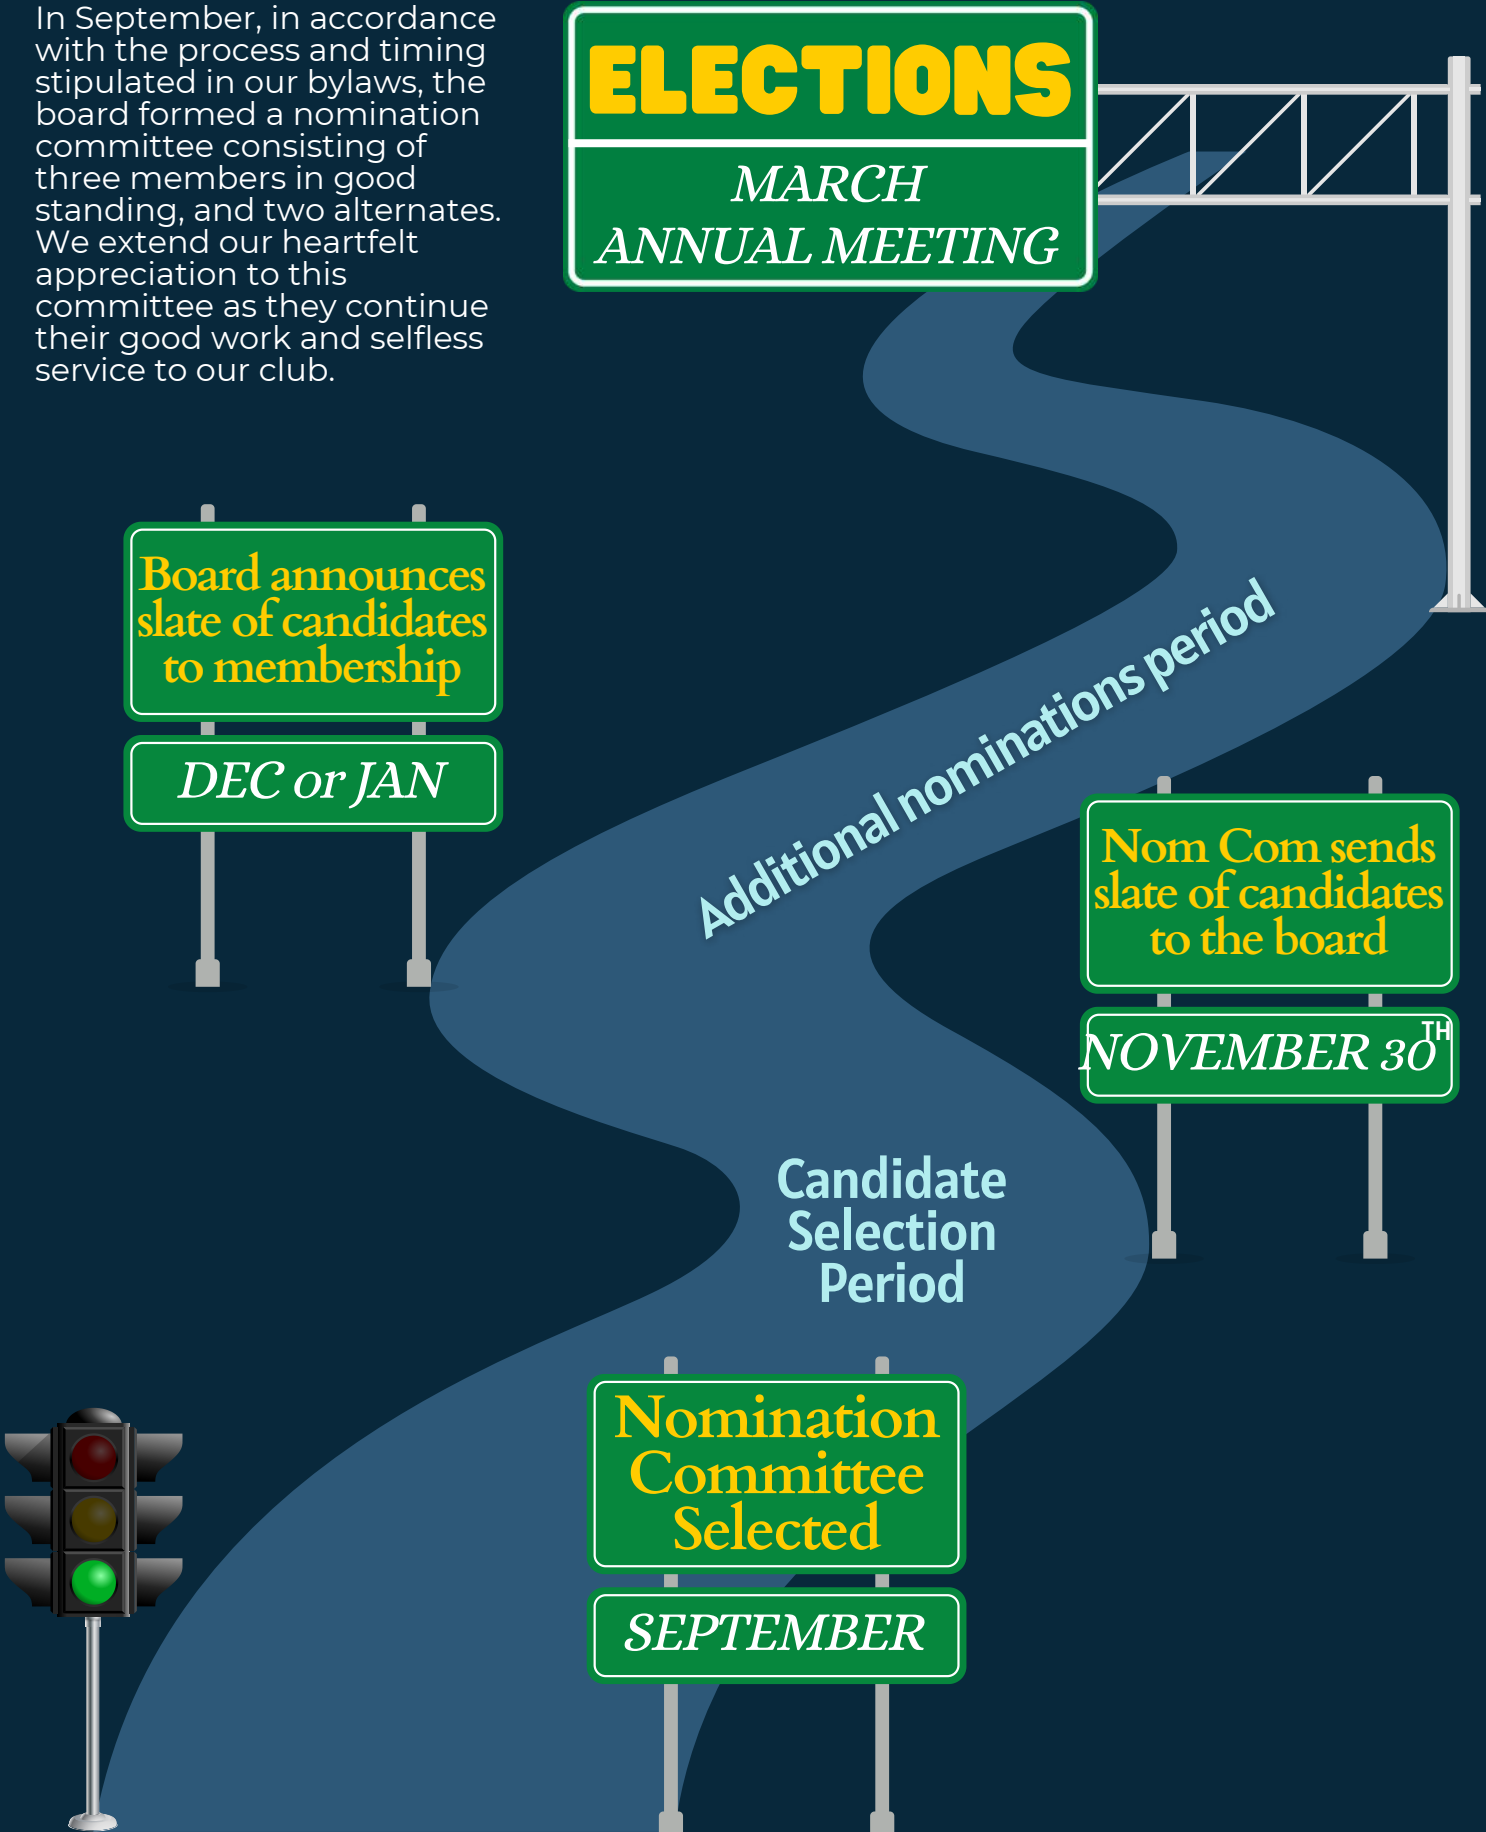 In September, in accordance
with the process and timing
stipulated in our bylaws, the
board formed a nomination
committee consisting of
three members in good
standing, and two alternates.
We extend our heartfelt
appreciation to this
committee as they continue
their good work and selfless
service to our club.
ELECTIONS
MARCH
ANNUAL MEETING
Board announces
slate of candidates
to membership
DEC or JAN
Additional nominations period
Nom Com sends
slate of candidates
to the board
NOVEMBER 30TH
Candidate
Selection
Period
Nomination
Committee
Selected
SEPTEMBER